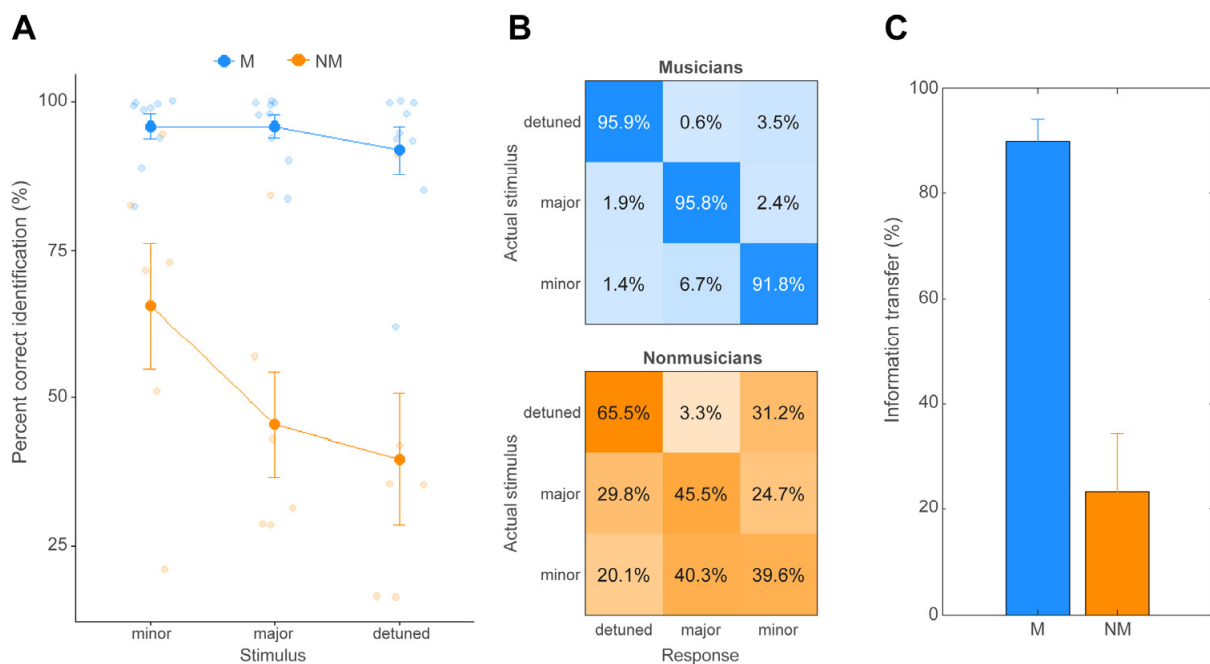 A
M NM
Percent correct identification (%)
100
75
50
25
minor major detuned
Stimulus
B
Musicians
Actual stimulus
detuned 95.9% 0.6% 3.5%
major 1.9% 95.8% 2.4%
minor 1.4% 6.7% 91.8%
Nonmusicians
Actual stimulus
detuned 65.5% 3.3% 31.2%
major 29.8% 45.5% 24.7%
minor 20.1% 40.3% 39.6%
detuned major minor
Response
C
Information transfer (%)
100
80
60
40
20
0
M NM